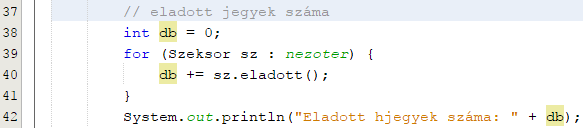 37 // eladott jegyek száma
38 int db = 0;
39 for (Szeksor sz : nezoter) {
40 db += sz.eladott();
41 }
42 System.out.println("Eladott hjegyek száma: " + db);